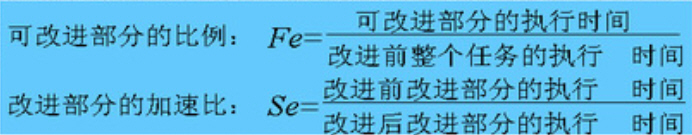 可改进部分的比例： Fe=可改进部分的执行时间
改进前整个任务的执行 时间
改进部分的加速比： Se=改进前改进部分的执行 时间
改进后改进部分的执行 时间